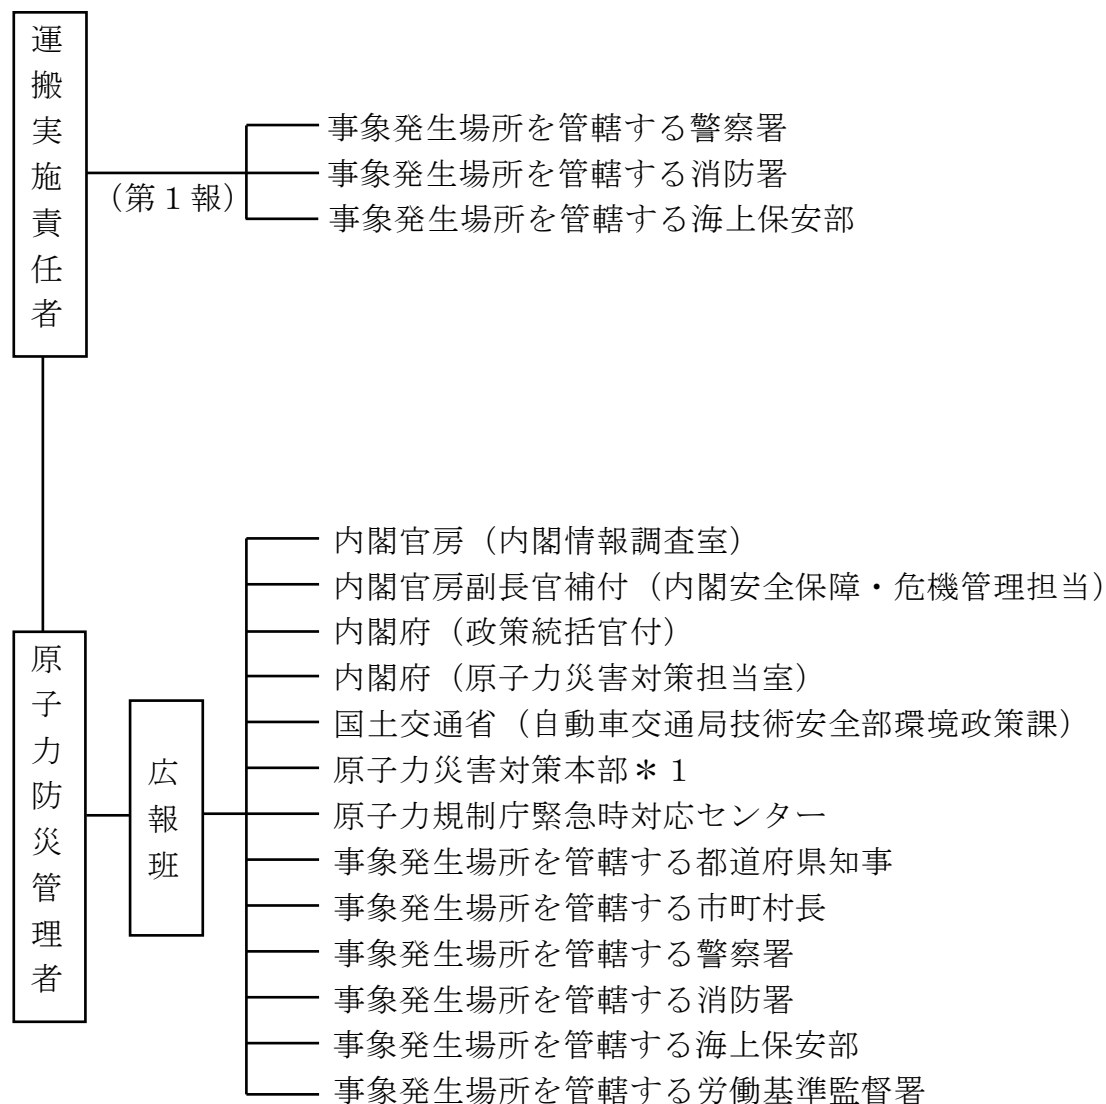 運搬実施責任者
(第1報)
事象発生場所を管轄する警察署
事象発生場所を管轄する消防署
事象発生場所を管轄する海上保安部
原子力防災管理者
広報班
内閣官房(内閣情報調査室)
内閣官房副長官補付(内閣安全保障・危機管理担当)
内閣府(政策統括官付)
内閣府(原子力災害対策担当室)
国土交通省(自動車交通局技術安全部環境政策課)
原子力災害対策本部*1
原子力規制庁緊急時対応センター
事象発生場所を管轄する都道府県知事
事象発生場所を管轄する市町村長
事象発生場所を管轄する警察署
事象発生場所を管轄する消防署
事象発生場所を管轄する海上保安部
事象発生場所を管轄する労働基準監督署